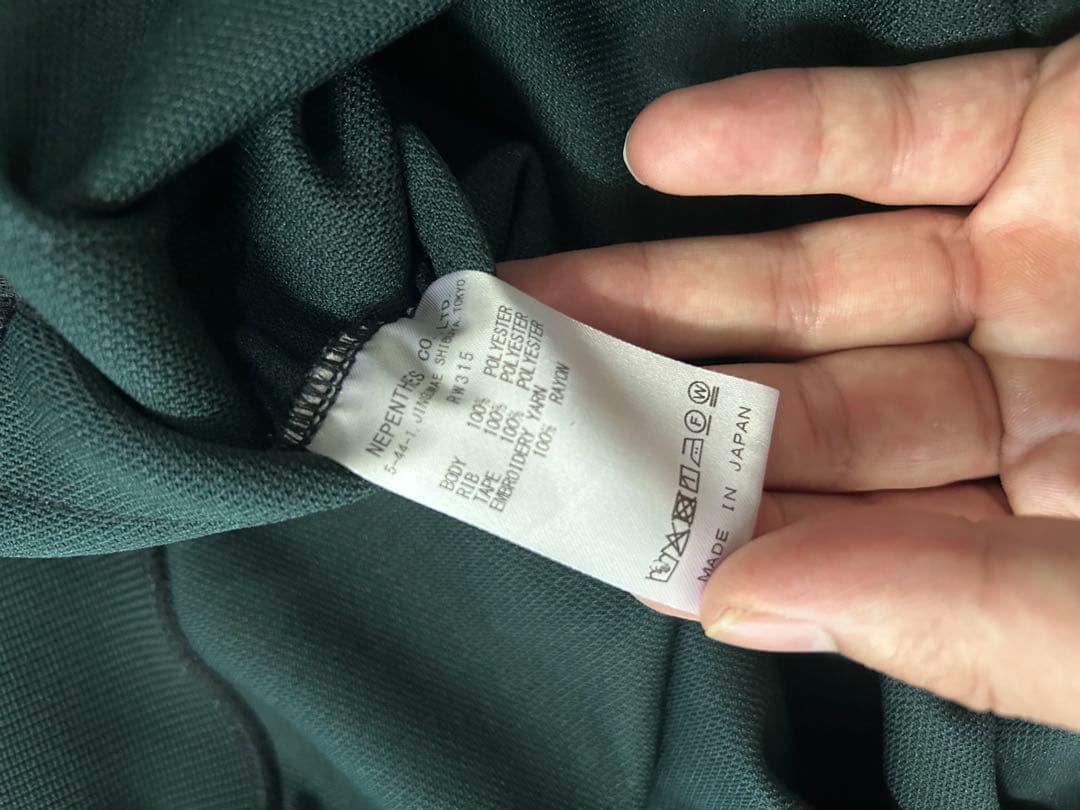 NEPENTHES CO.,LTD.
5-44-1, JINGUMAE SHIBUYA TOKYO
RW315
BODY 100% POLYESTER
RIB 100% POLYESTER
TAPE 100% POLYESTER
EMBROIDERY YARN
100% RAYON
F W
MADE IN JAPAN